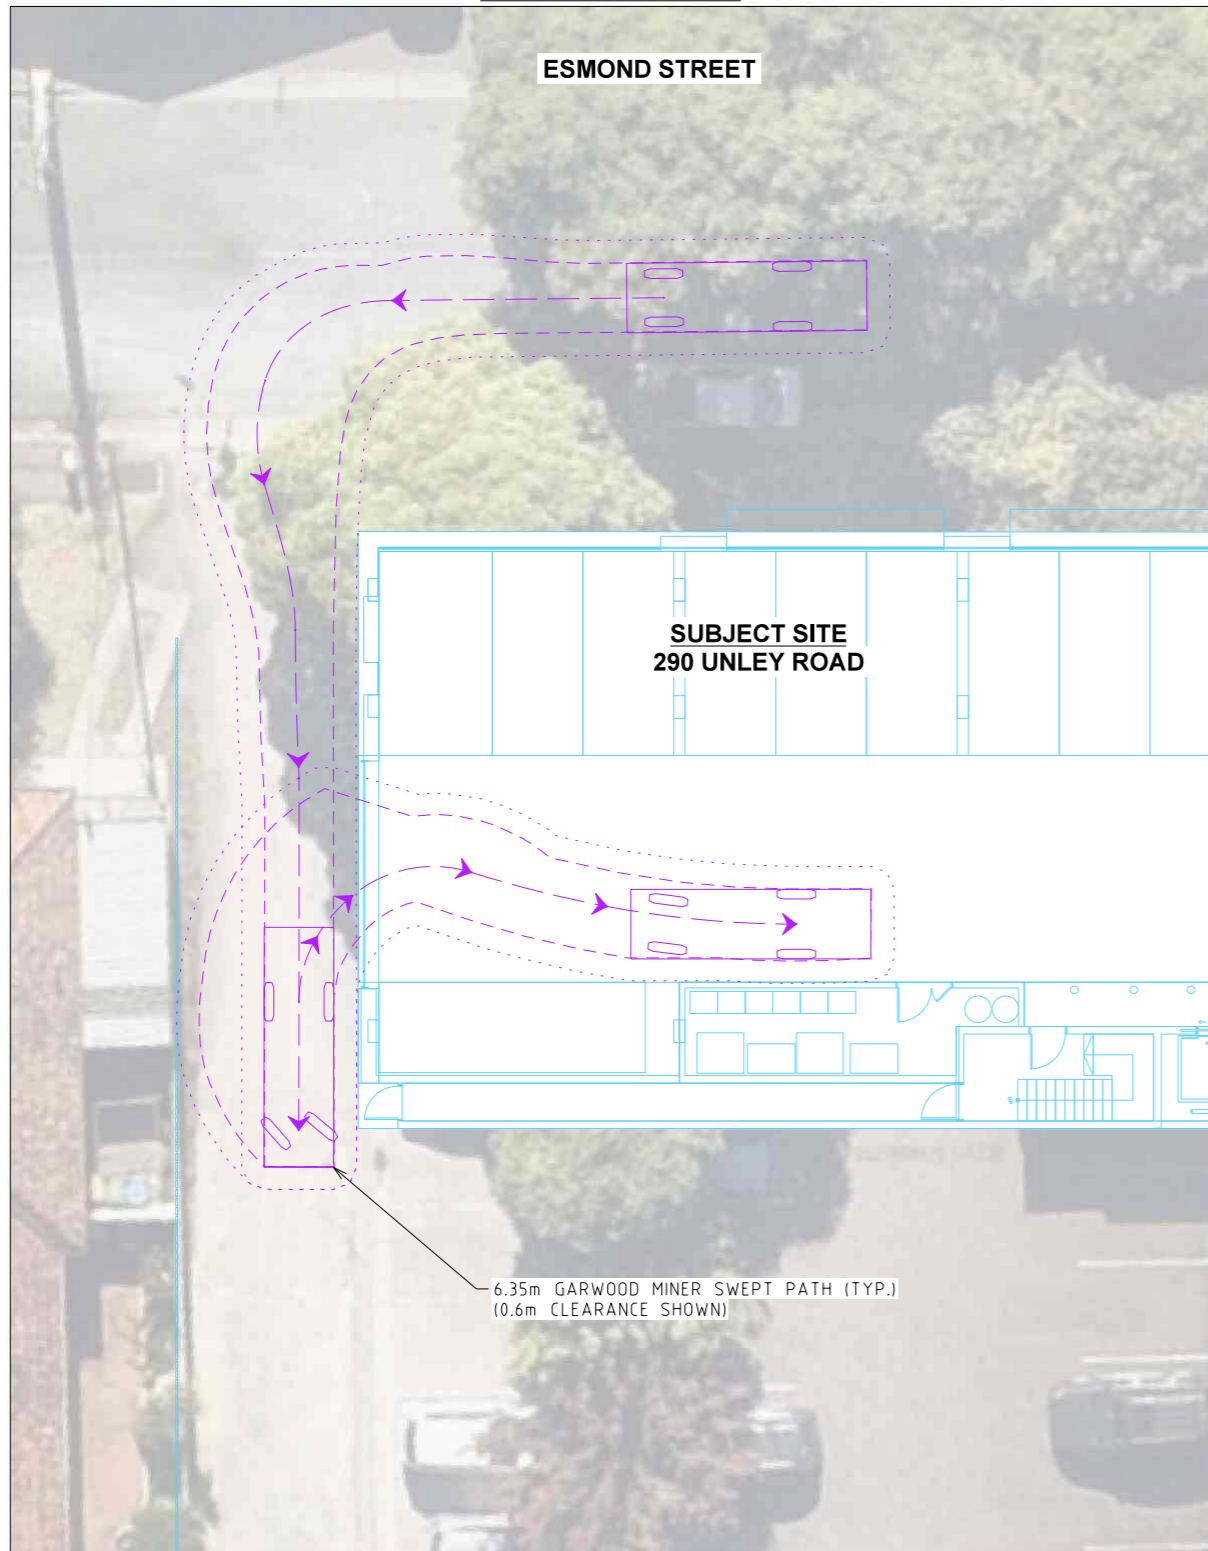 ESMOND STREET
SUBJECT SITE
290 UNLEY ROAD
6.35m GARWOOD MINER SWEPT PATH (TYP.)
(0.6m CLEARANCE SHOWN)